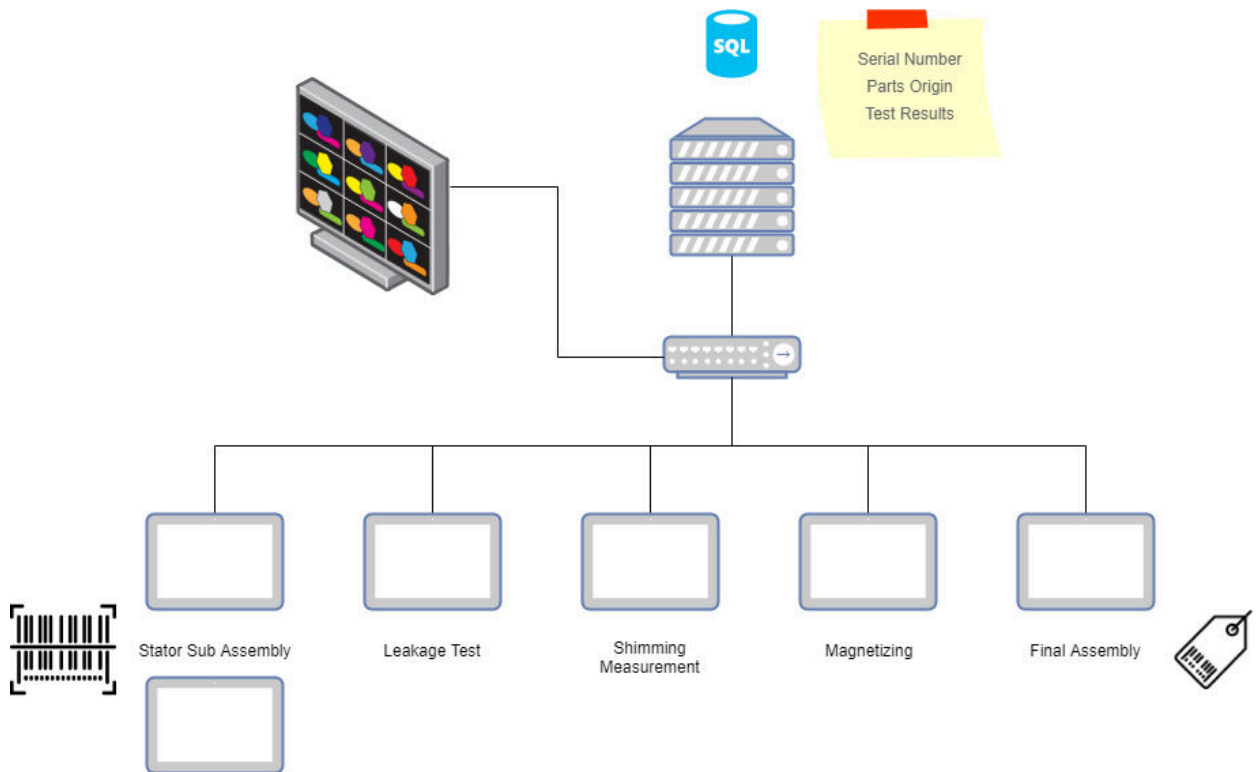 SQL
Serial Number
Parts Origin
Test Results
Stator Sub Assembly
Leakage Test
Shimming
Measurement
Magnetizing
Final Assembly